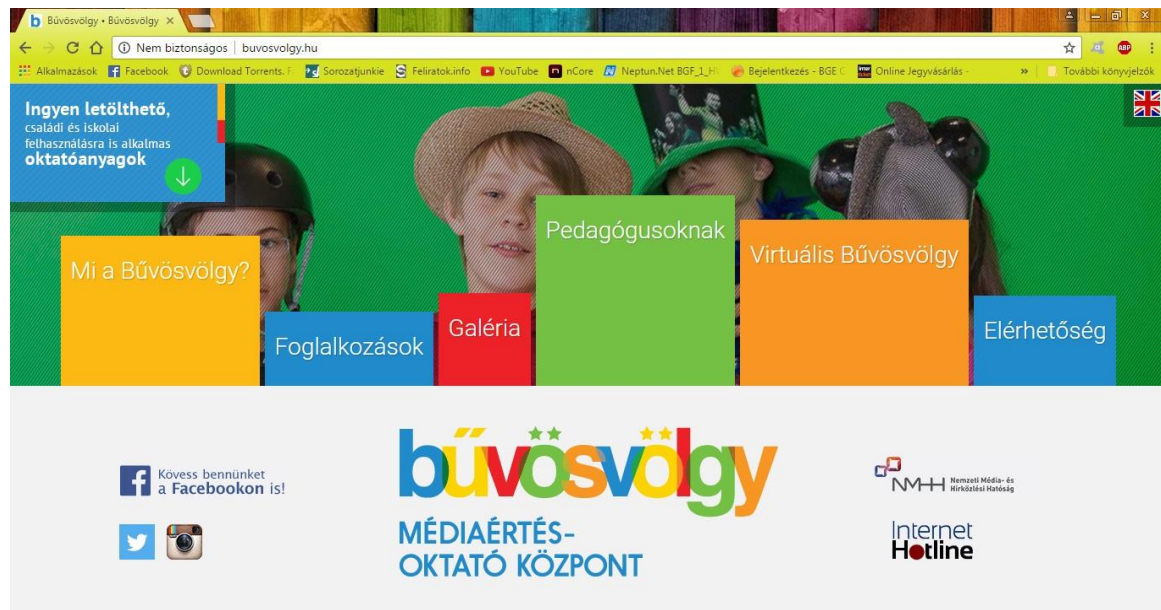 Bűvösvölgy • Bűvösvölgy
Nem biztonságos | buvosvolgy.hu
Alkalmazások Facebook Download Torrents. F Sorozatjunkie Feliratok.info YouTube nCore Neptun.Net BGF_1_H Bejelentkezés - BGE C Online Jegyvásárlás - » További könyvjelzők
Ingyen letölthető,
családi és iskolai
felhasználásra is alkalmas
oktatóanyagok
Mi a Bűvösvölgy?
Foglalkozások
Galéria
Pedagógusoknak
Virtuális Bűvösvölgy
Elérhetőség
Kövess bennünket
a Facebookon is!
bűvösvölgy
MÉDIAÉRTÉS-
OKTATÓ KÖZPONT
NMHH Nemzeti Média- és
Hírközlési Hatóság
Internet
Hotline